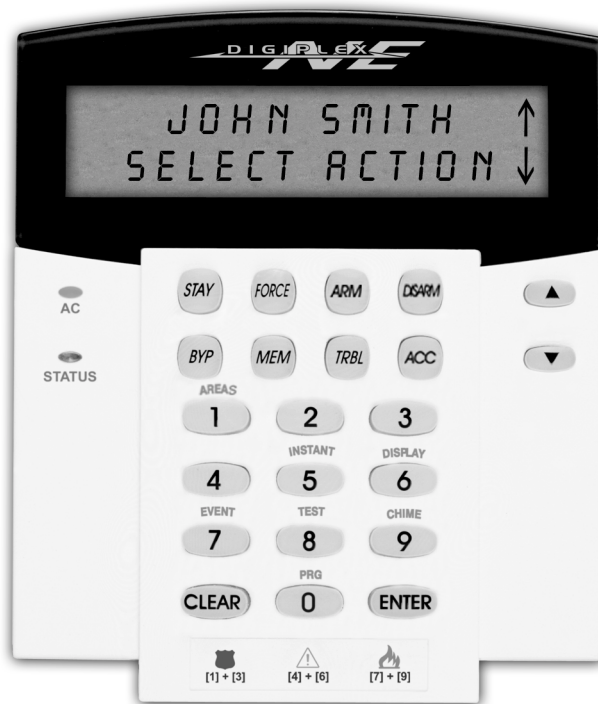 DIGIPLEX
NE
JOHN SMITH ↑
SELECT ACTION ↓
STAY FORCE ARM DISARM ▲
AC
BYP MEM TRBL ACC ▼
STATUS
AREAS
1 2 3
INSTANT DISPLAY
4 5 6
EVENT TEST CHIME
7 8 9
PRG
CLEAR 0 ENTER
[1] + [3] [4] + [6] [7] + [9]